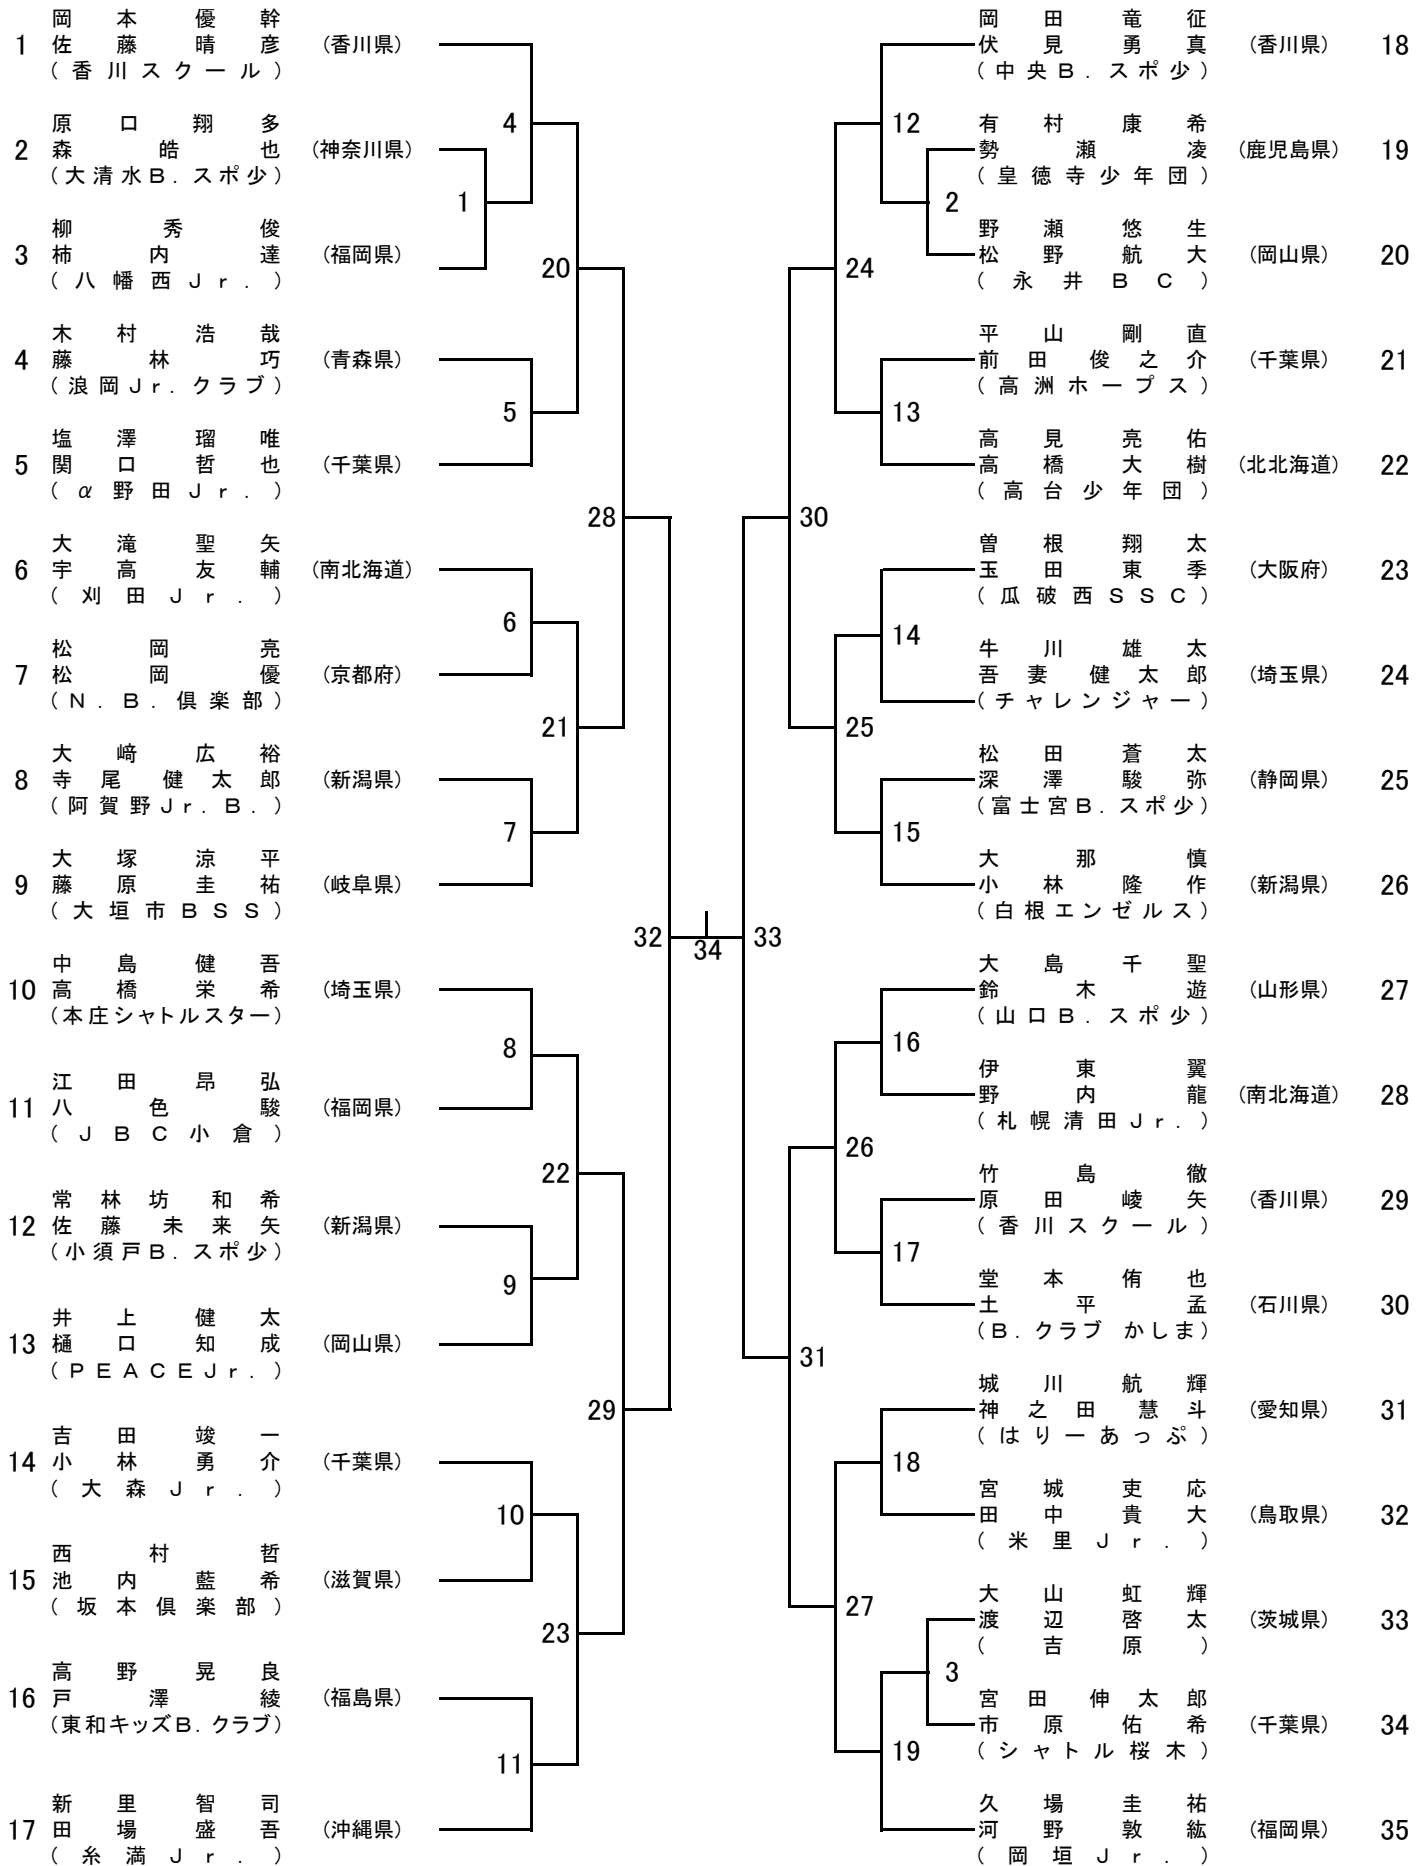 岡本優幹
1 佐藤晴彦 (香川県)
(香川スクール)
原口翔多
2 森皓也 (神奈川県)
(大清水B.スポ少)
柳秀俊
3 柿内達 (福岡県)
(八幡西Jr.)
木村浩哉
4 藤林巧 (青森県)
(浪岡Jr.クラブ)
塩澤瑠唯
5 関口哲也 (千葉県)
(α野田Jr.)
大滝聖矢
6 宇高友輔 (南北海道)
(刈田Jr.)
松岡亮
7 松岡優 (京都府)
(N.B.倶楽部)
大﨑広裕
8 寺尾健太郎 (新潟県)
(阿賀野Jr.B.)
大塚涼平
9 藤原圭祐 (岐阜県)
(大垣市BSS)
中島健吾
10 高橋栄希 (埼玉県)
(本庄シャトルスター)
江田昂弘
11 八色駿 (福岡県)
(JBC小倉)
常林坊和希
12 佐藤未来矢 (新潟県)
(小須戸B.スポ少)
井上健太
13 樋口知成 (岡山県)
(PEACEJr.)
吉田竣一
14 小林勇介 (千葉県)
(大森Jr.)
西村哲
15 池内藍希 (滋賀県)
(坂本倶楽部)
高野晃良
16 戸澤綾 (福島県)
(東和キッズB.クラブ)
新里智司
17 田場盛吾 (沖縄県)
(糸満Jr.)
4
1
20
5
28
6
21
7
32
8
22
9
29
10
23
11
34
33
12
2
24
13
30
14
25
15
16
26
17
31
18
27
3
19
岡田竜征
伏見勇真 (香川県) 18
(中央B.スポ少)
有村康希
勢瀬凌 (鹿児島県) 19
(皇徳寺少年団)
野瀬悠生
松野航大 (岡山県) 20
(永井BC)
平山剛直
前田俊之介 (千葉県) 21
(高洲ホープス)
高見亮佑
高橋大樹 (北北海道) 22
(高台少年団)
曽根翔太
玉田東季 (大阪府) 23
(瓜破西SSC)
牛川雄太
吾妻健太郎 (埼玉県) 24
(チャレンジャー)
松田蒼太
深澤駿弥 (静岡県) 25
(富士宮B.スポ少)
大那慎
小林隆作 (新潟県) 26
(白根エンゼルス)
大島千聖
鈴木遊 (山形県) 27
(山口B.スポ少)
伊東翼
野内龍 (南北海道) 28
(札幌清田Jr.)
竹島徹
原田崚矢 (香川県) 29
(香川スクール)
堂本侑也
土平孟 (石川県) 30
(B.クラブ かしま)
城川航輝
神之田慧斗 (愛知県) 31
(はりーあっぷ)
宮城吏応
田中貴大 (鳥取県) 32
(米里Jr.)
大山虹輝
渡辺啓太 (茨城県) 33
(吉原)
宮田伸太郎
市原佑希 (千葉県) 34
(シャトル桜木)
久場圭祐
河野敦紘 (福岡県) 35
(岡垣Jr.)